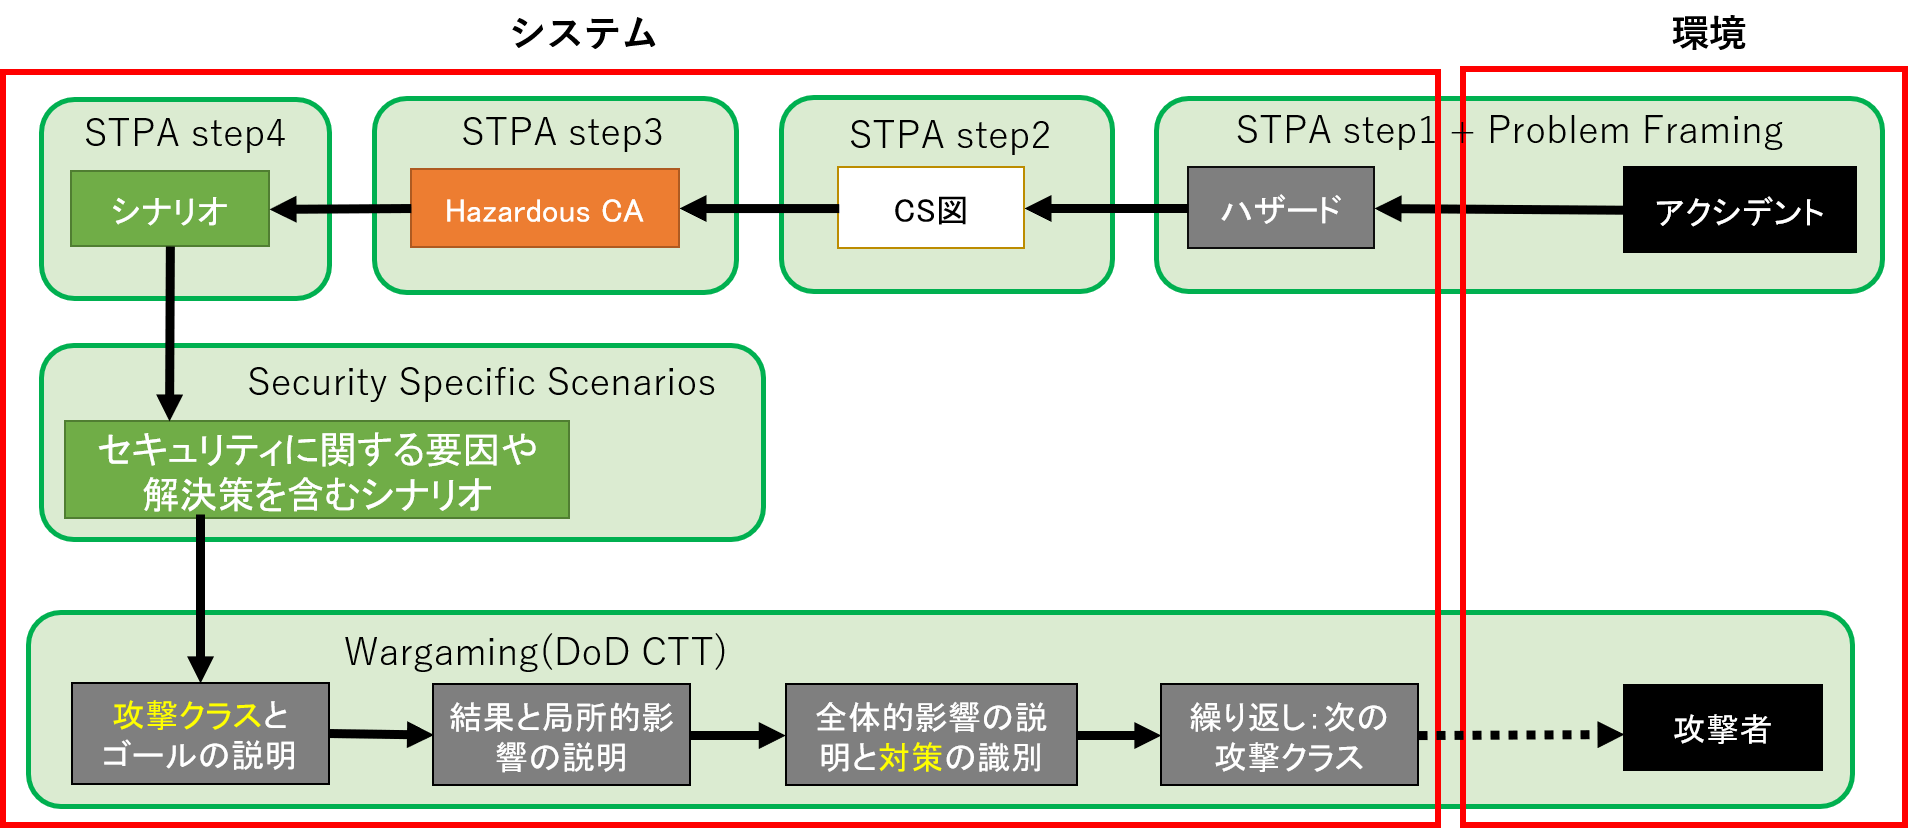 システム
環境
STPA step4
STPA step3
STPA step2
STPA step1 + Problem Framing
シナリオ
Hazardous CA
CS図
ハザード
アクシデント
Security Specific Scenarios
セキュリティに関する要因や
解決策を含むシナリオ
Wargaming(DoD CTT)
攻撃クラスと
ゴールの説明
結果と局所的影
響の説明
全体的影響の説
明と対策の識別
繰り返し：次の
攻撃クラス
攻撃者